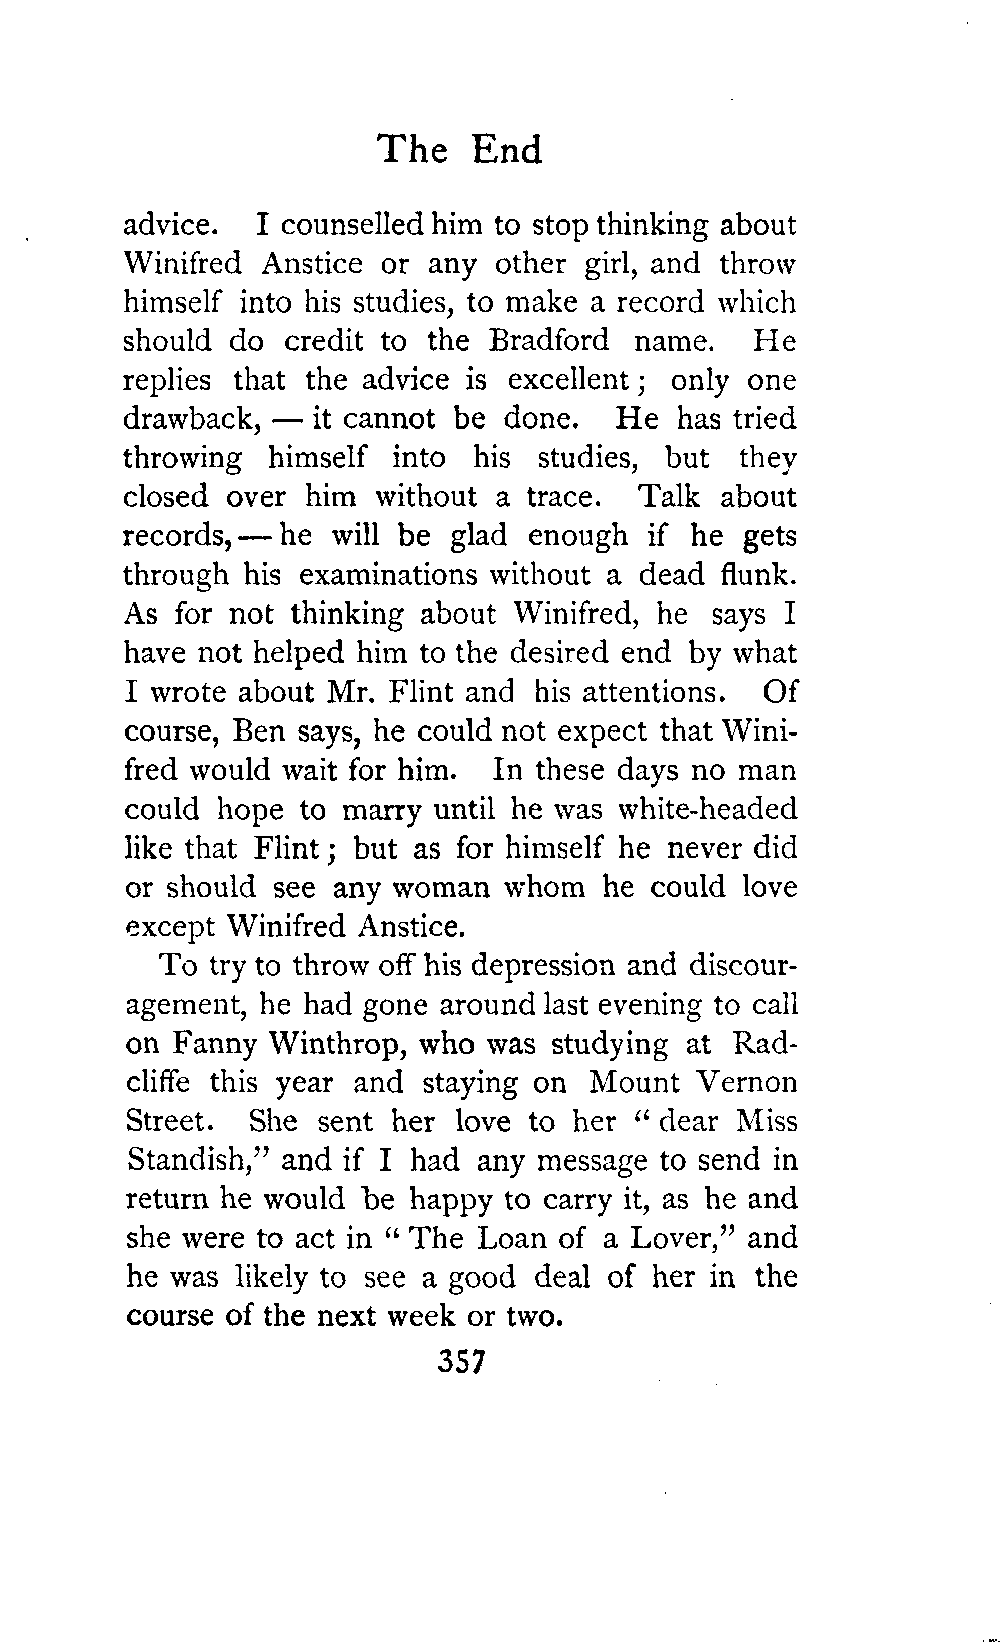 The End
advice. I counselled him to stop thinking about
Winifred Anstice or any other girl, and throw
himself into his studies, to make a record which
should do credit to the Bradford name. He
replies that the advice is excellent; only one
drawback, — it cannot be done. He has tried
throwing himself into his studies, but they
closed over him without a trace. Talk about
records, — he will be glad enough if he gets
through his examinations without a dead flunk.
As for not thinking about Winifred, he says I
have not helped him to the desired end by what
I wrote about Mr. Flint and his attentions. Of
course, Ben says, he could not expect that Wini-
fred would wait for him. In these days no man
could hope to marry until he was white-headed
like that Flint; but as for himself he never did
or should see any woman whom he could love
except Winifred Anstice.
To try to throw off his depression and discour-
agement, he had gone around last evening to call
on Fanny Winthrop, who was studying at Rad-
cliffe this year and staying on Mount Vernon
Street. She sent her love to her "dear Miss
Standish," and if I had any message to send in
return he would be happy to carry it, as he and
she were to act in "The Loan of a Lover," and
he was likely to see a good deal of her in the
course of the next week or two.
357